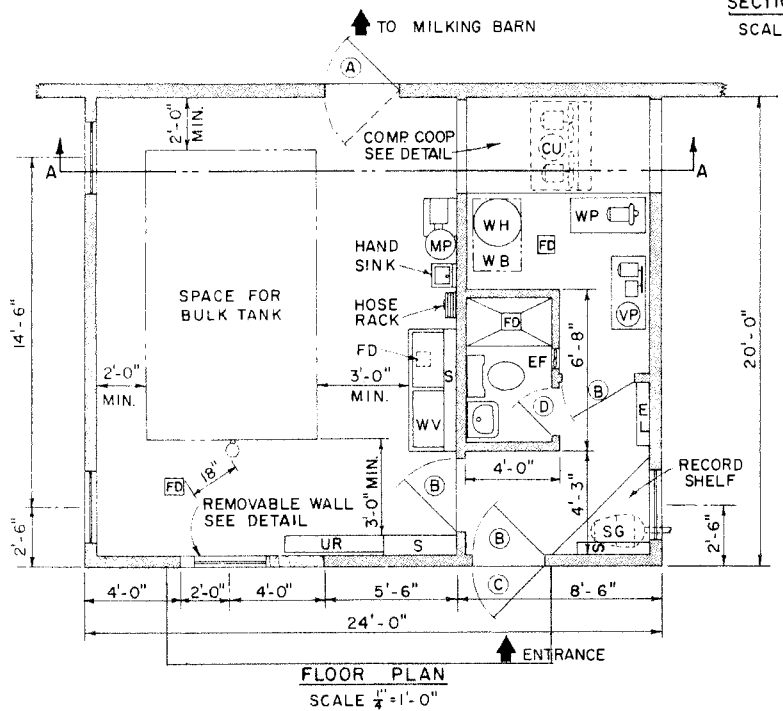 SECTI
SCAL
TO MILKING BARN
A
2'-0"
MIN.
COMP. COOP
SEE DETAIL
CU
A
A
WH
WB
FD
WP
MP
HAND
SINK
HOSE
RACK
VP
SPACE FOR
BULK TANK
14'-6"
20'-0"
FD
FD
EF
6'-8"
2'-0"
MIN.
3'-0"
MIN.
S
WV
D
B
EL
4'-0"
4'-3"
RECORD
SHELF
18"
FD
REMOVABLE WALL
SEE DETAIL
3'-0" MIN.
B
B
SG
S
2'-6"
2'-6"
UR
S
C
4'-0"
2'-0"
4'-0"
5'-6"
8'-6"
24'-0"
ENTRANCE
FLOOR PLAN
SCALE 1/4" = 1'-0"